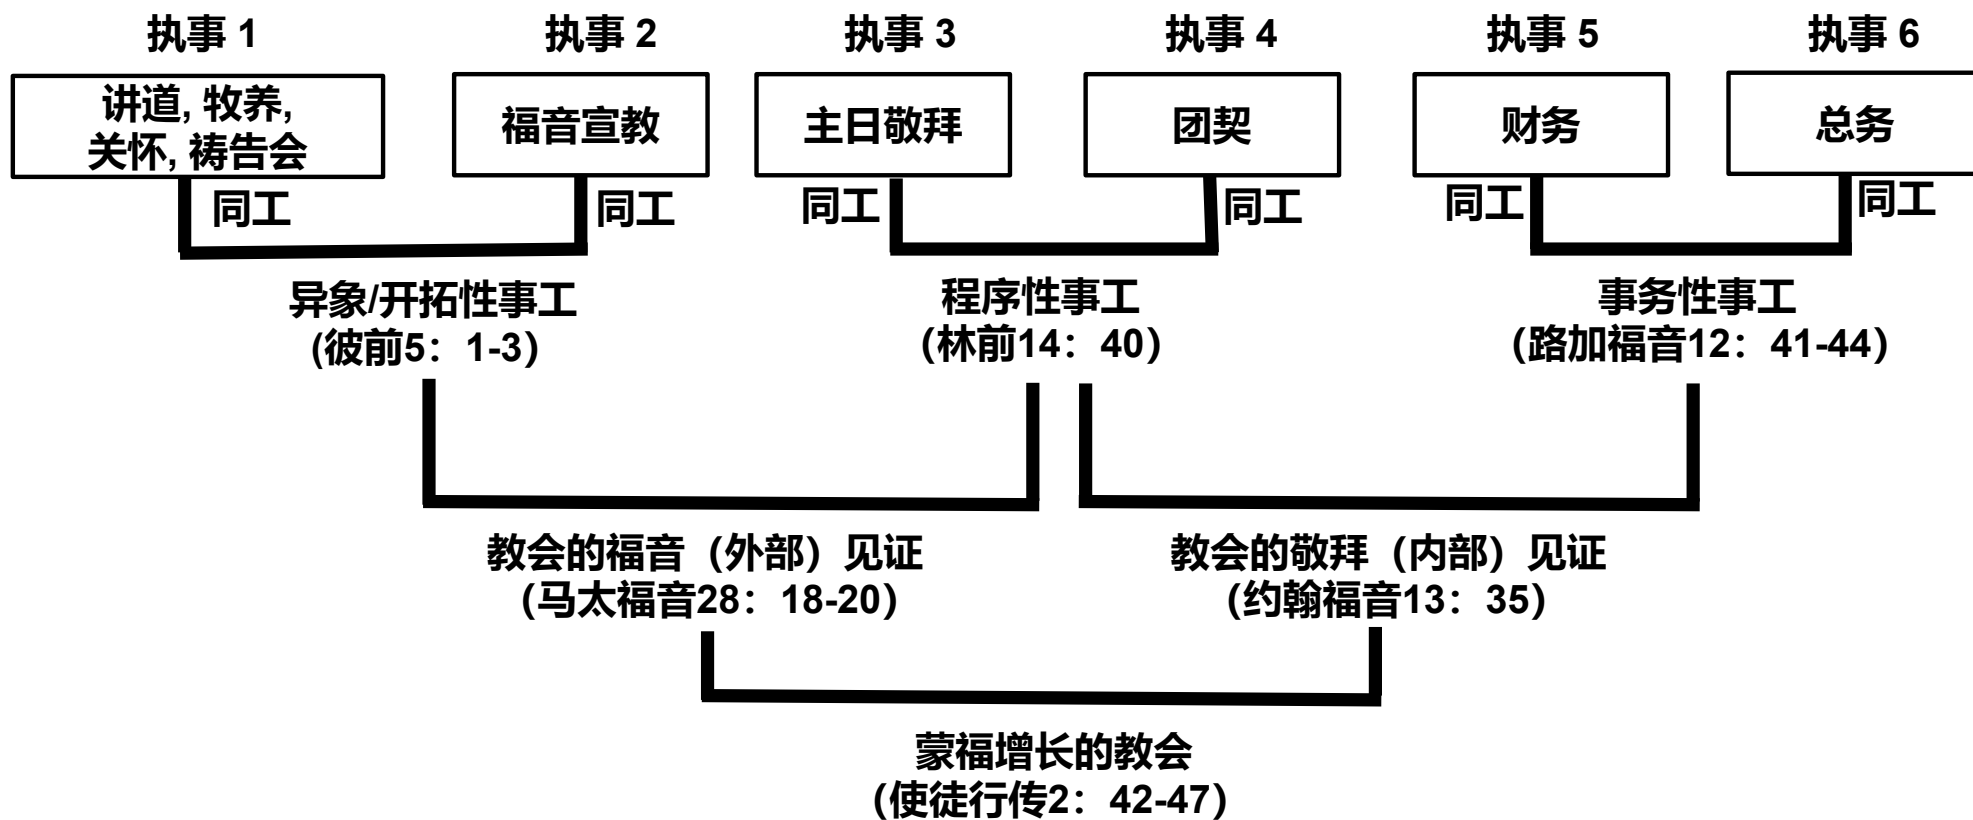 执事 1
执事 2
执事 3
执事 4
执事 5
执事 6
讲道, 牧养,
关怀, 祷告会
福音宣教
主日敬拜
团契
财务
总务
同工
同工
同工
同工
同工
同工
异象/开拓性事工
(彼前5：1-3）
程序性事工
（林前14：40）
事务性事工
（路加福音12：41-44）
教会的福音（外部）见证
（马太福音28：18-20）
教会的敬拜（内部）见证
（约翰福音13：35）
蒙福增长的教会
（使徒行传2：42-47）